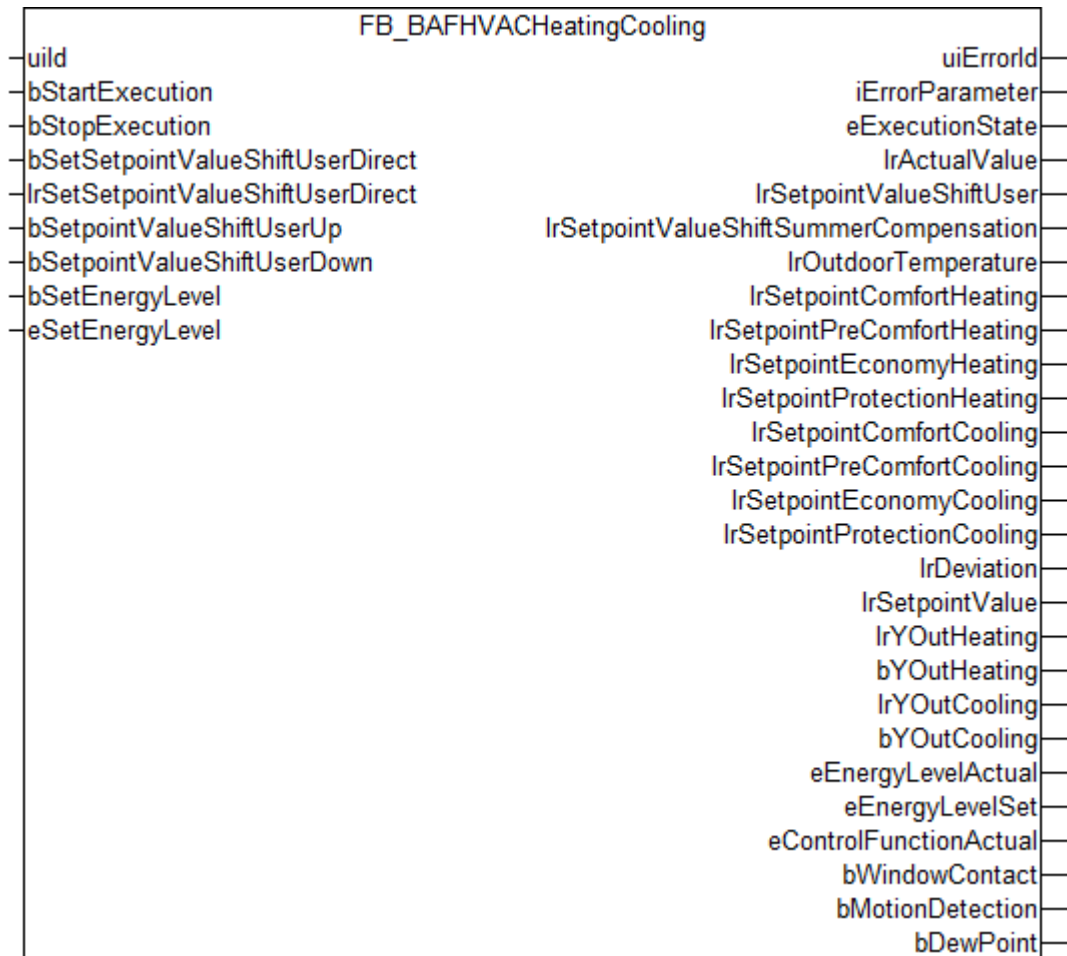 FB_BAFHVACHeatingCooling
uiId uiErrorId
bStartExecution iErrorParameter
bStopExecution eExecutionState
bSetSetpointValueShiftUserDirect lrActualValue
lrSetSetpointValueShiftUserDirect lrSetpointValueShiftUser
bSetpointValueShiftUserUp lrSetpointValueShiftSummerCompensation
bSetpointValueShiftUserDown lrOutdoorTemperature
bSetEnergyLevel lrSetpointComfortHeating
eSetEnergyLevel lrSetpointPreComfortHeating
lrSetpointEconomyHeating
lrSetpointProtectionHeating
lrSetpointComfortCooling
lrSetpointPreComfortCooling
lrSetpointEconomyCooling
lrSetpointProtectionCooling
lrDeviation
lrSetpointValue
lrYOutHeating
bYOutHeating
lrYOutCooling
bYOutCooling
eEnergyLevelActual
eEnergyLevelSet
eControlFunctionActual
bWindowContact
bMotionDetection
bDewPoint